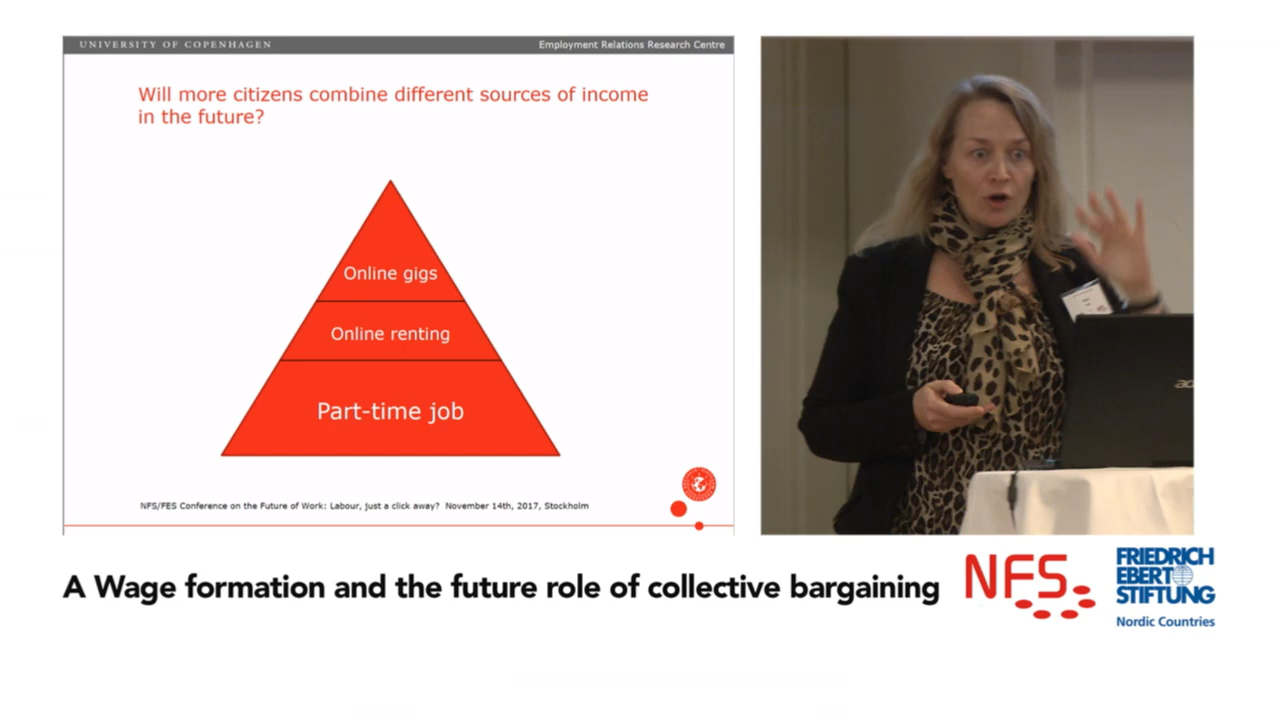 UNIVERSITY OF COPENHAGEN
Employment Relations Research Centre
Will more citizens combine different sources of income
in the future?
Online gigs
Online renting
Part-time job
NFS/FES Conference on the Future of Work: Labour, just a click away? November 14th, 2017, Stockholm
A Wage formation and the future role of collective bargaining
NFS
FRIEDRICH
EBERT
STIFTUNG
Nordic Countries